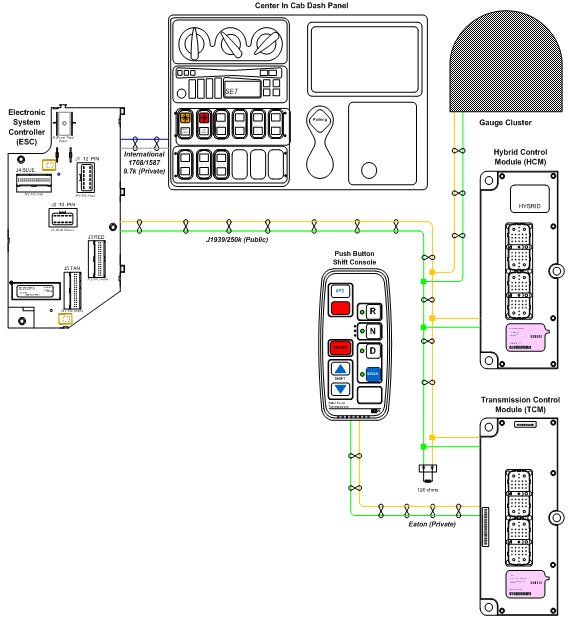 Center In Cab Dash Panel
SET
Parking
Gauge Cluster
Electronic
System
Controller
(ESC)
J1 12 PIN
J4 BLUE
J2 10 PIN
J3 RED
J5 TAN
International
1708/1587
9.7k (Private)
J1939/250k (Public)
Hybrid Control
Module (HCM)
HYBRID
Push Button
Shift Console
R
N
D
SHIFT
120 ohms
Eaton (Private)
Transmission Control
Module (TCM)